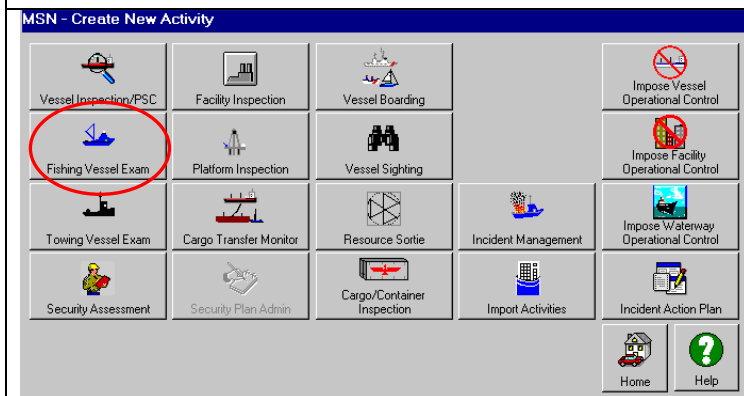 MSN - Create New Activity
Vessel Inspection/PSC
Facility Inspection
Vessel Boarding
Impose Vessel
Operational Control
Fishing Vessel Exam
Platform Inspection
Vessel Sighting
Impose Facility
Operational Control
Towing Vessel Exam
Cargo Transfer Monitor
Resource Sortie
Incident Management
Impose Waterway
Operational Control
Security Assessment
Security Plan Admin
Cargo/Container
Inspection
Import Activities
Incident Action Plan
Home
Help